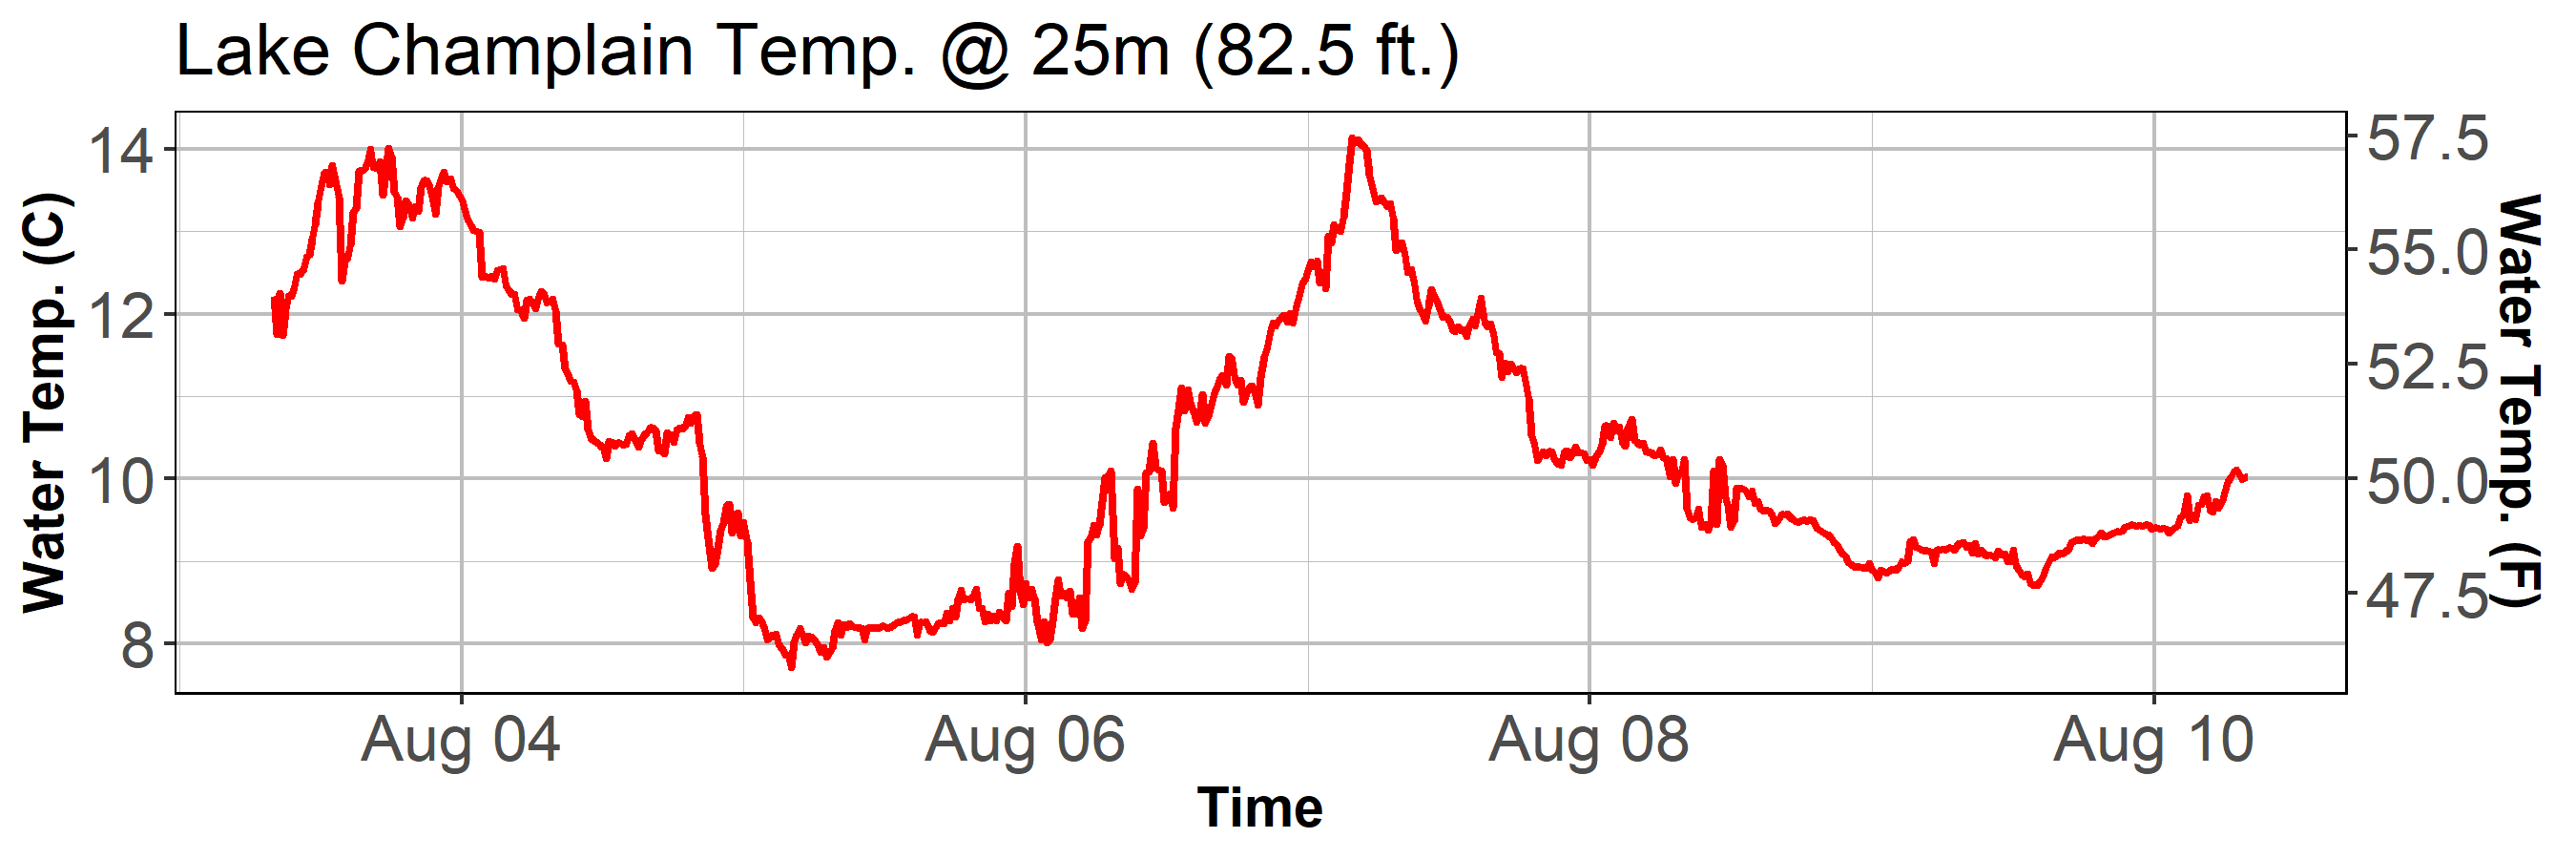 Lake Champlain Temp. @ 25m (82.5 ft.)
Water Temp. (C)
14
12
10
8
57.5
55.0
52.5
50.0
47.5
Water Temp. (F)
Aug 04 Aug 06 Aug 08 Aug 10
Time